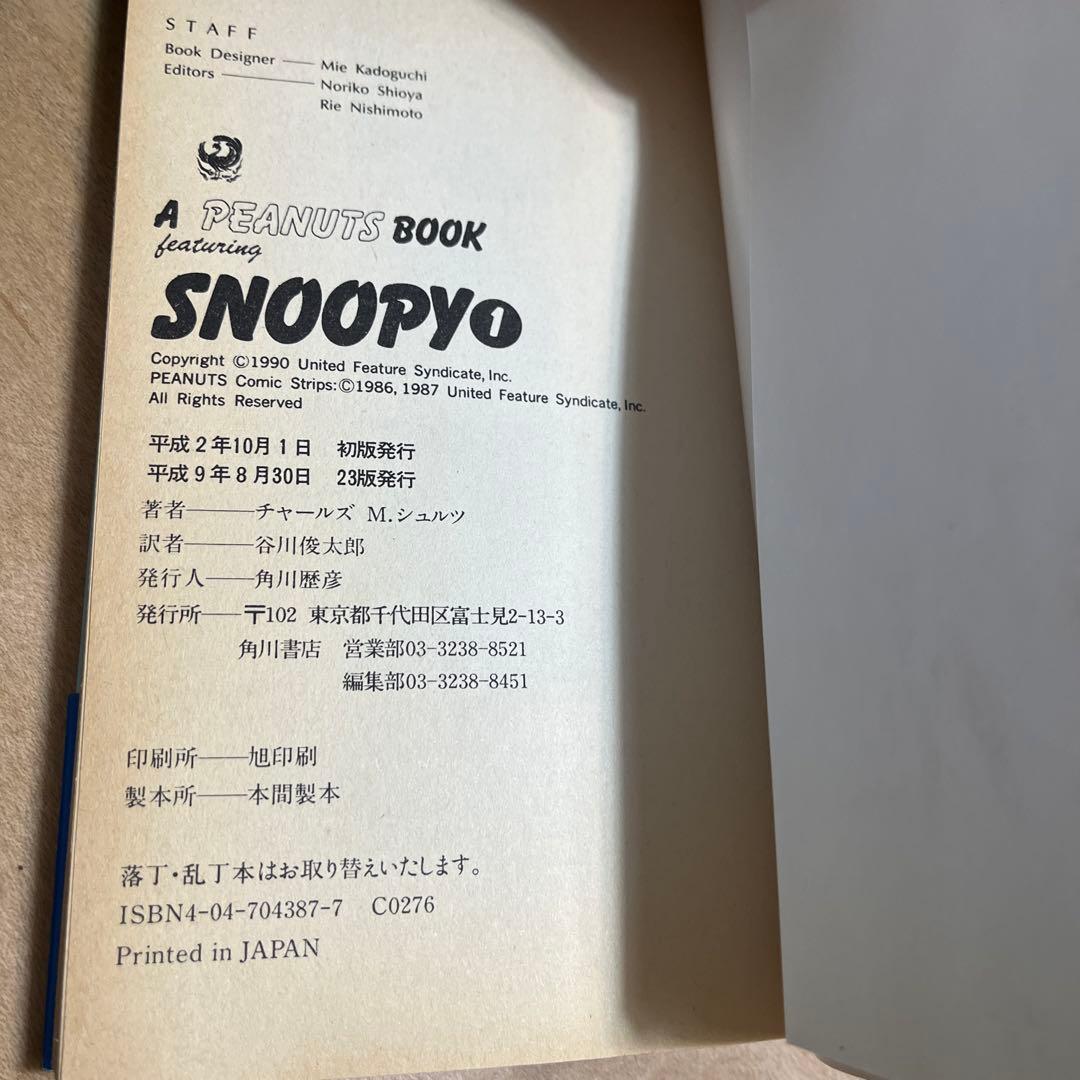 STAFF
Book Designer —— Mie Kadoguchi
Editors ———— Noriko Shioya
Rie Nishimoto
A PEANUTS BOOK
featuring
SNOOPY❶
Copyright ©1990 United Feature Syndicate, Inc.
PEANUTS Comic Strips:©1986, 1987 United Feature Syndicate, Inc.
All Rights Reserved
平成2年10月1日 初版発行
平成9年8月30日 23版発行
著者———チャールズ M.シュルツ
訳者———谷川俊太郎
発行人——角川歴彦
発行所——〒102 東京都千代田区富士見2-13-3
角川書店 営業部03-3238-8521
編集部03-3238-8451
印刷所——旭印刷
製本所——本間製本
落丁・乱丁本はお取り替えいたします。
ISBN4-04-704387-7 C0276
Printed in JAPAN